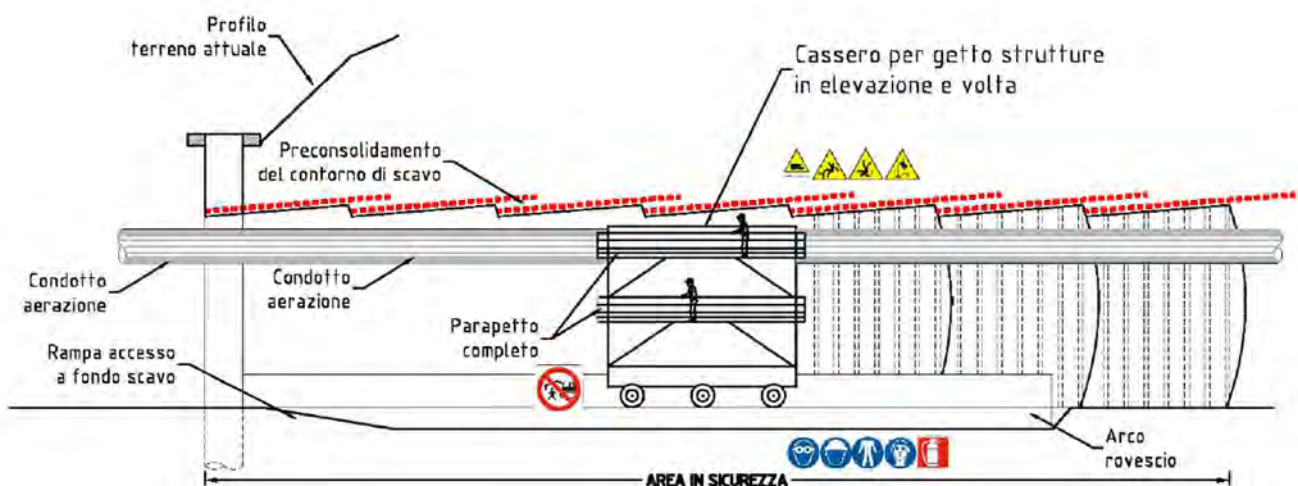 Profilo
terreno attuale
Cassero per getto strutture
in elevazione e volta
Preconsolidamento
del contorno di scavo
Condotto
aerazione
Condotto
aerazione
Parapetto
completo
Rampa accesso
a fondo scavo
Arco
rovescio
AREA IN SICUREZZA